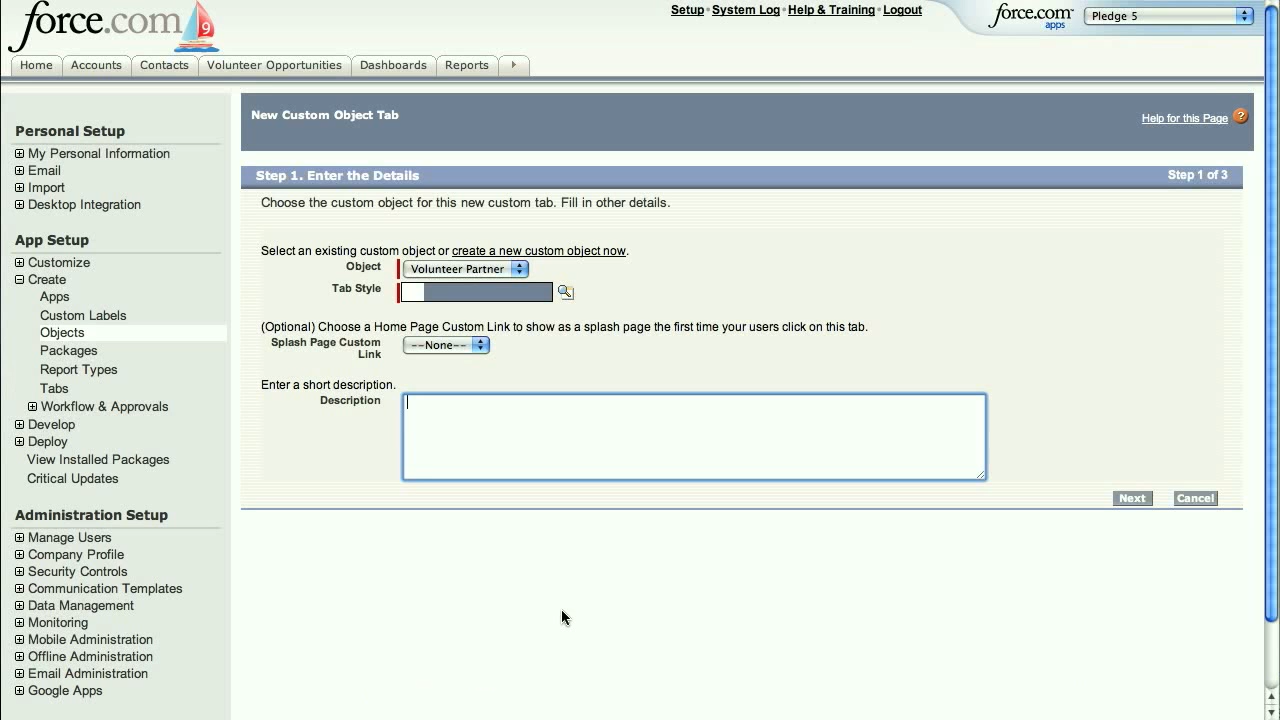 force.com
9
Setup · System Log · Help & Training · Logout
force.com
apps
Pledge 5
Home
Accounts
Contacts
Volunteer Opportunities
Dashboards
Reports
Personal Setup
My Personal Information
Email
Import
Desktop Integration
App Setup
Customize
Create
Apps
Custom Labels
Objects
Packages
Report Types
Tabs
Workflow & Approvals
Develop
Deploy
View Installed Packages
Critical Updates
Administration Setup
Manage Users
Company Profile
Security Controls
Communication Templates
Data Management
Monitoring
Mobile Administration
Offline Administration
Email Administration
Google Apps
New Custom Object Tab
Help for this Page ?
Step 1. Enter the Details
Step 1 of 3
Choose the custom object for this new custom tab. Fill in other details.
Select an existing custom object or create a new custom object now.
Object
Volunteer Partner
Tab Style
(Optional) Choose a Home Page Custom Link to show as a splash page the first time your users click on this tab.
Splash Page Custom
Link
--None--
Enter a short description.
Description
Next
Cancel